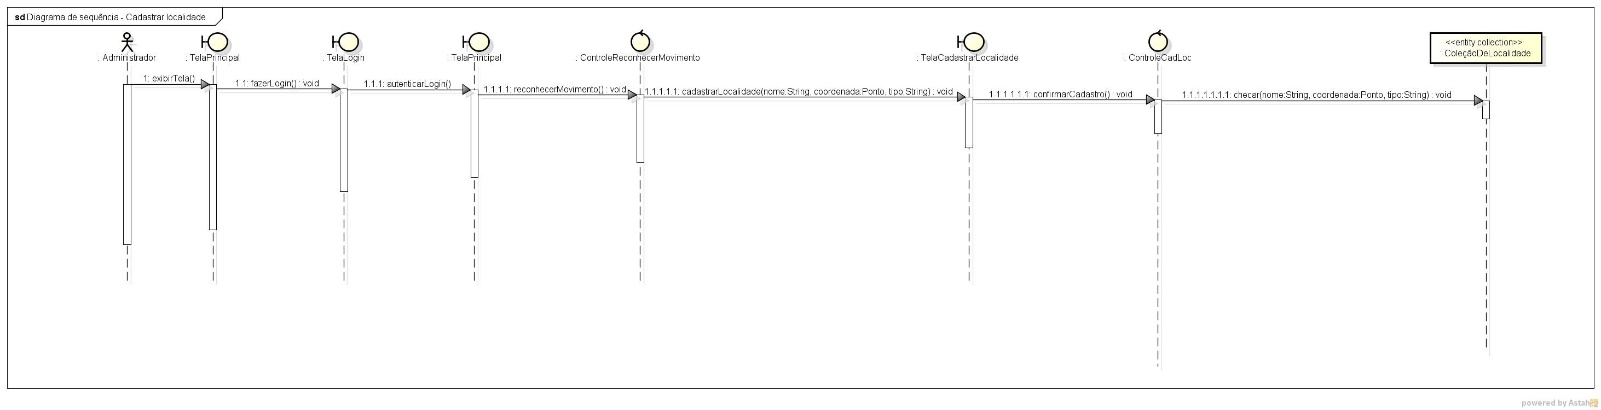 sd Diagrama de sequência - Cadastrar localidade
: Administrador
: TelaPrincipal
: TelaLogin
: TelaPrincipal
: ControleReconhecerMovimento
: TelaCadastrarLocalidade
: ControleCadLoc
<<entity collection>>
: ColeçãoDeLocalidade
1: exibirTela()
1.1: fazerLogin() : void
1.1.1: autenticarLogin()
1.1.1.1: reconhecerMovimento() : void
1.1.1.1.1: cadastrarLocalidade(nome:String, coordenada:Ponto, tipo:String) : void
1.1.1.1.1.1: confirmarCadastro() : void
1.1.1.1.1.1.1: checar(nome:String, coordenada:Ponto, tipo:String) : void
powered by Astah